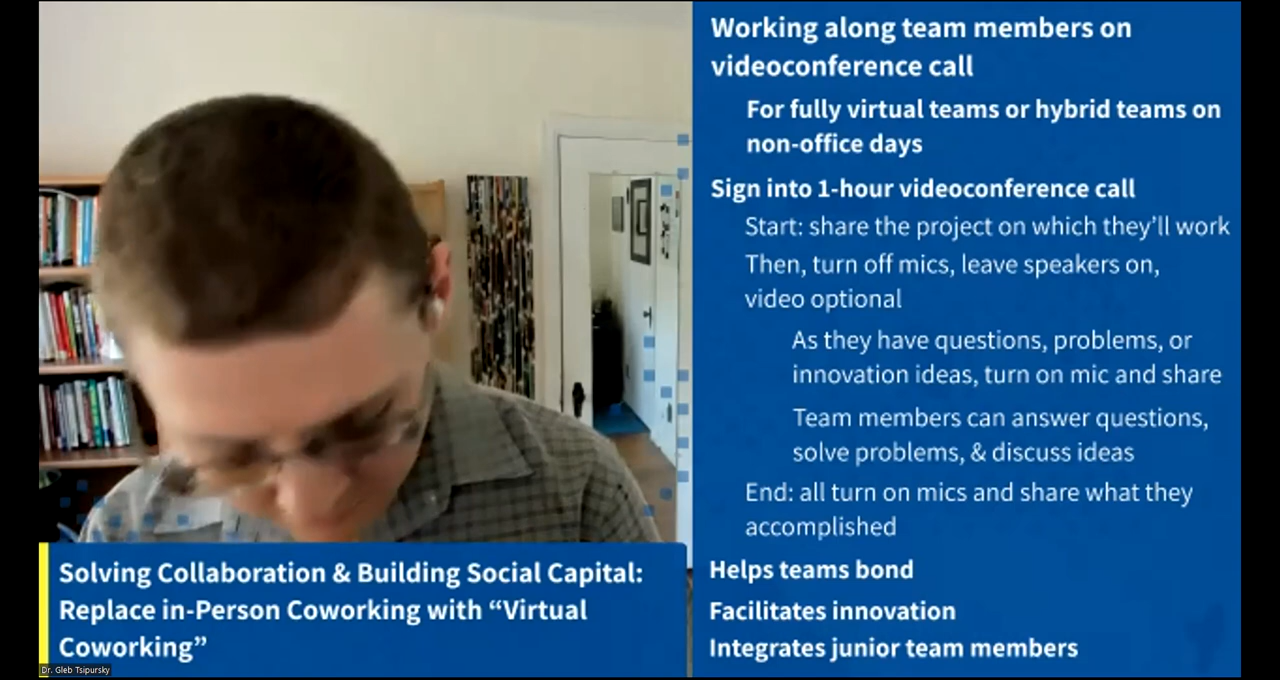 Working along team members on
videoconference call
For fully virtual teams or hybrid teams on
non-office days
Sign into 1-hour videoconference call
Start: share the project on which they’ll work
Then, turn off mics, leave speakers on,
video optional
As they have questions, problems, or
innovation ideas, turn on mic and share
Team members can answer questions,
solve problems, & discuss ideas
End: all turn on mics and share what they
accomplished
Helps teams bond
Facilitates innovation
Integrates junior team members
Solving Collaboration & Building Social Capital:
Replace in-Person Coworking with “Virtual
Coworking”
Dr. Gleb Tsipursky